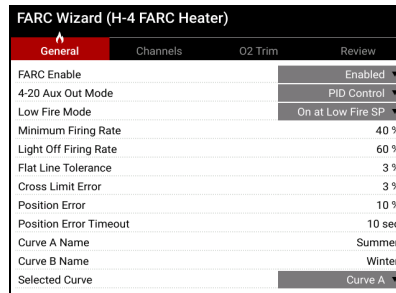 FARC Wizard (H-4 FARC Heater)
General Channels O2 Trim Review
FARC Enable Enabled
4-20 Aux Out Mode PID Control
Low Fire Mode On at Low Fire SP
Minimum Firing Rate 40 %
Light Off Firing Rate 60 %
Flat Line Tolerance 3 %
Cross Limit Error 3 %
Position Error 10 %
Position Error Timeout 10 sec
Curve A Name Summer
Curve B Name Winter
Selected Curve Curve A